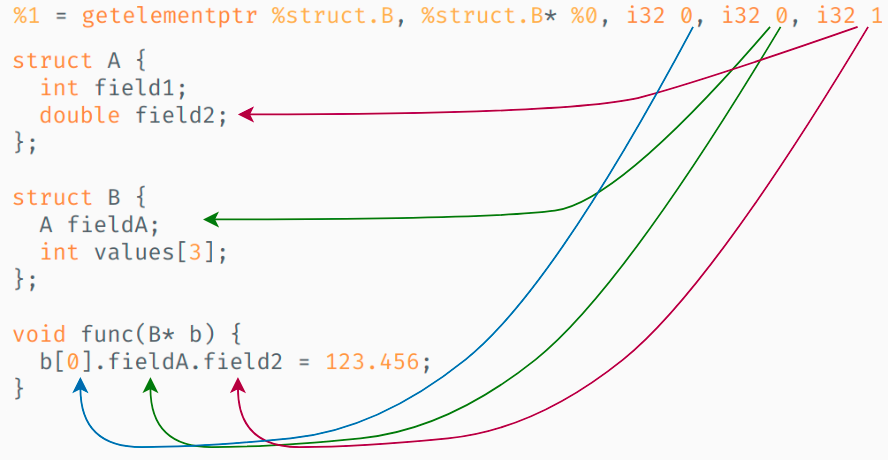 %1 = getelementptr %struct.B, %struct.B* %0, i32 0, i32 0, i32 1
struct A {
  int field1;
  double field2;
};
struct B {
  A fieldA;
  int values[3];
};
void func(B* b) {
  b[0].fieldA.field2 = 123.456;
}